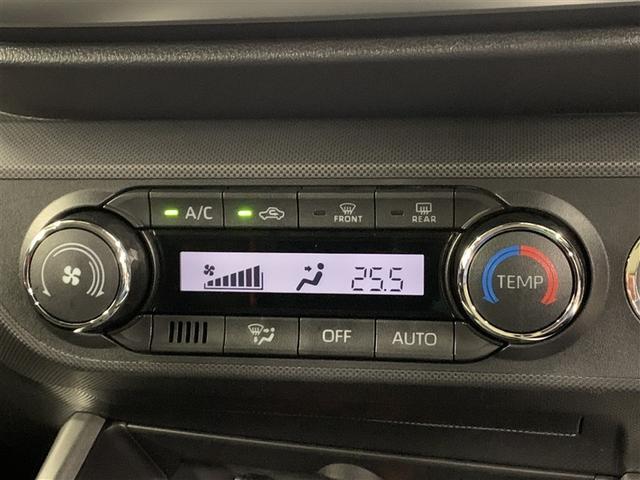 A/C
FRONT
REAR
25.5
TEMP
OFF
AUTO